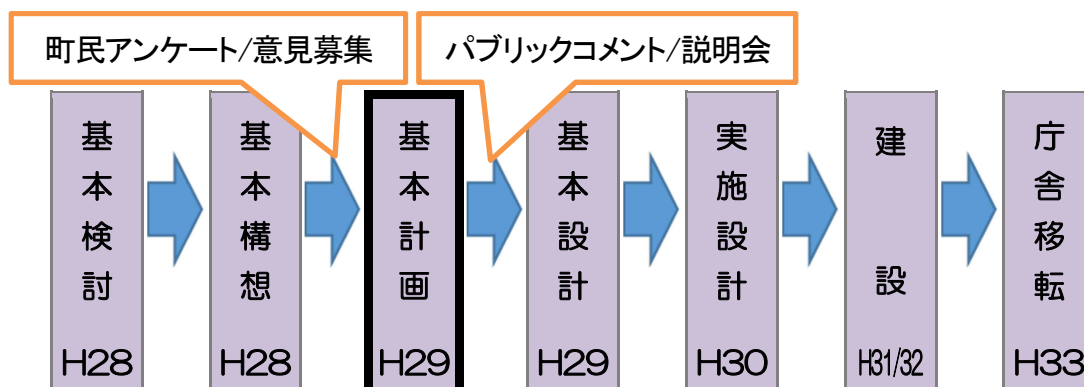 町民アンケート/意見募集
パブリックコメント/説明会
基本検討
H28
基本構想
H28
基本計画
H29
基本設計
H29
実施設計
H30
建設
H31/32
庁舎移転
H33